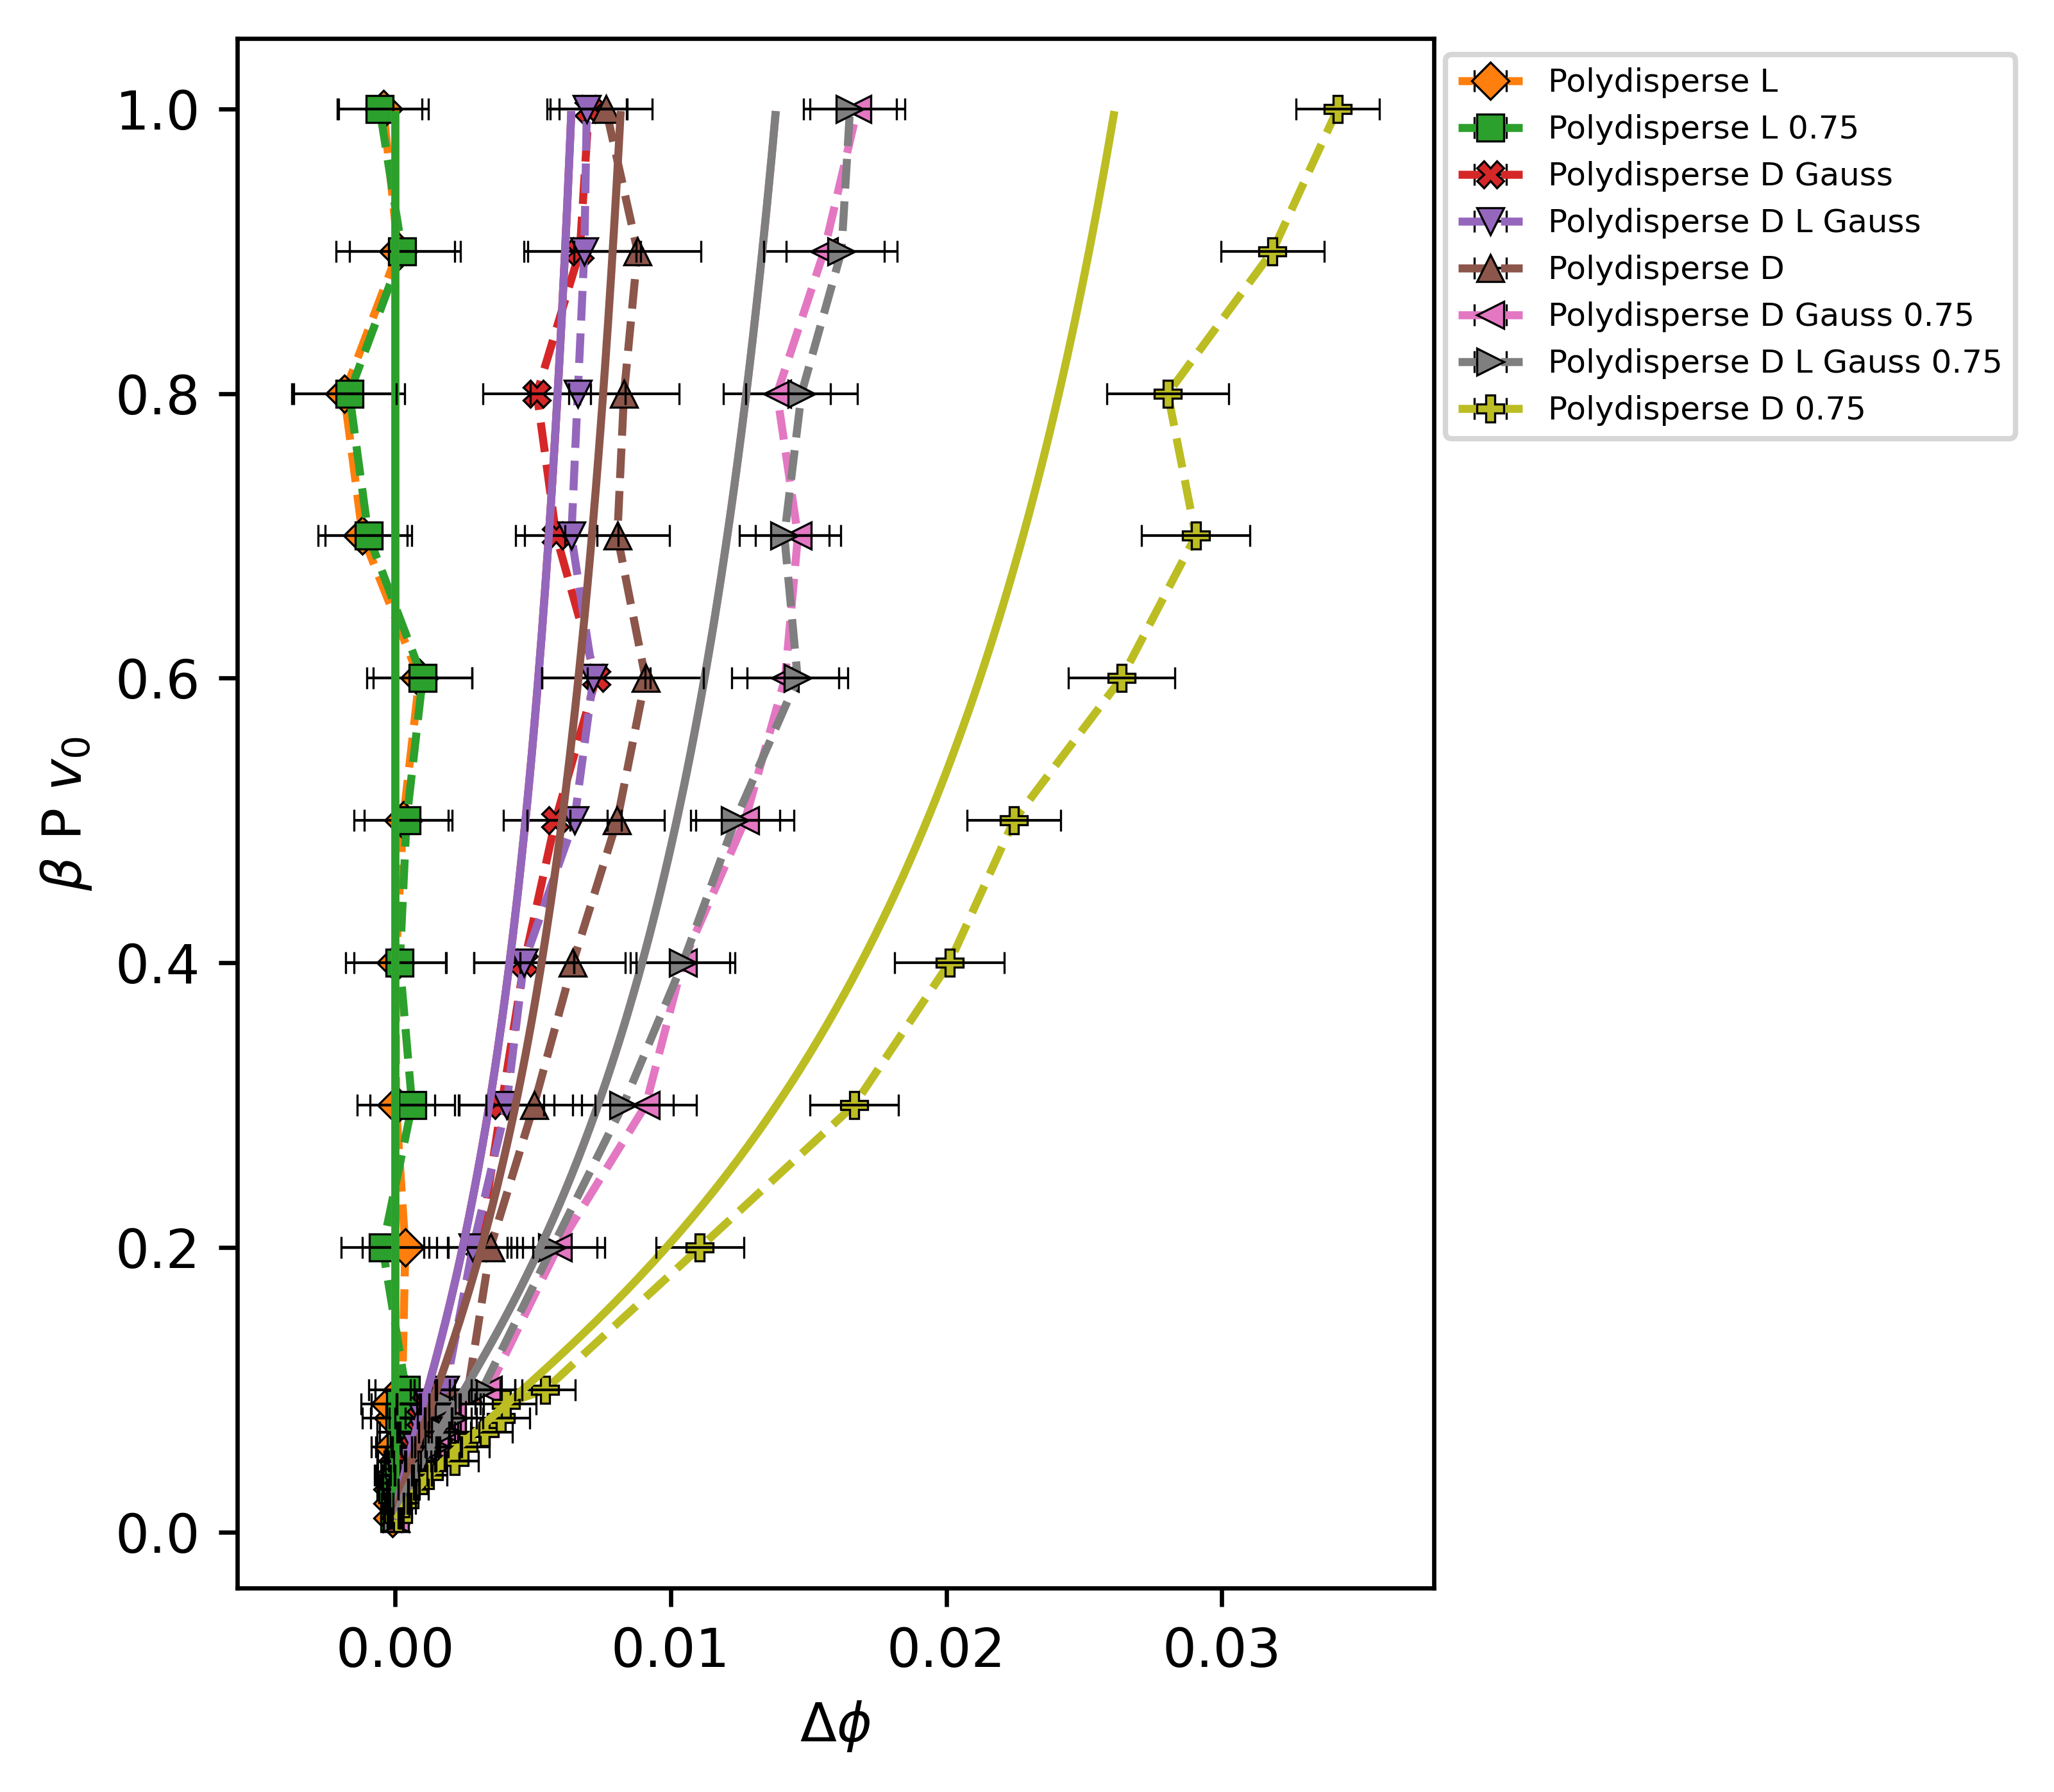 Polydisperse L
Polydisperse L 0.75
Polydisperse D Gauss
Polydisperse D L Gauss
Polydisperse D
Polydisperse D Gauss 0.75
Polydisperse D L Gauss 0.75
Polydisperse D 0.75
1.0
0.8
0.6
0.4
0.2
0.0
β P v₀
0.00 0.01 0.02 0.03
Δϕ